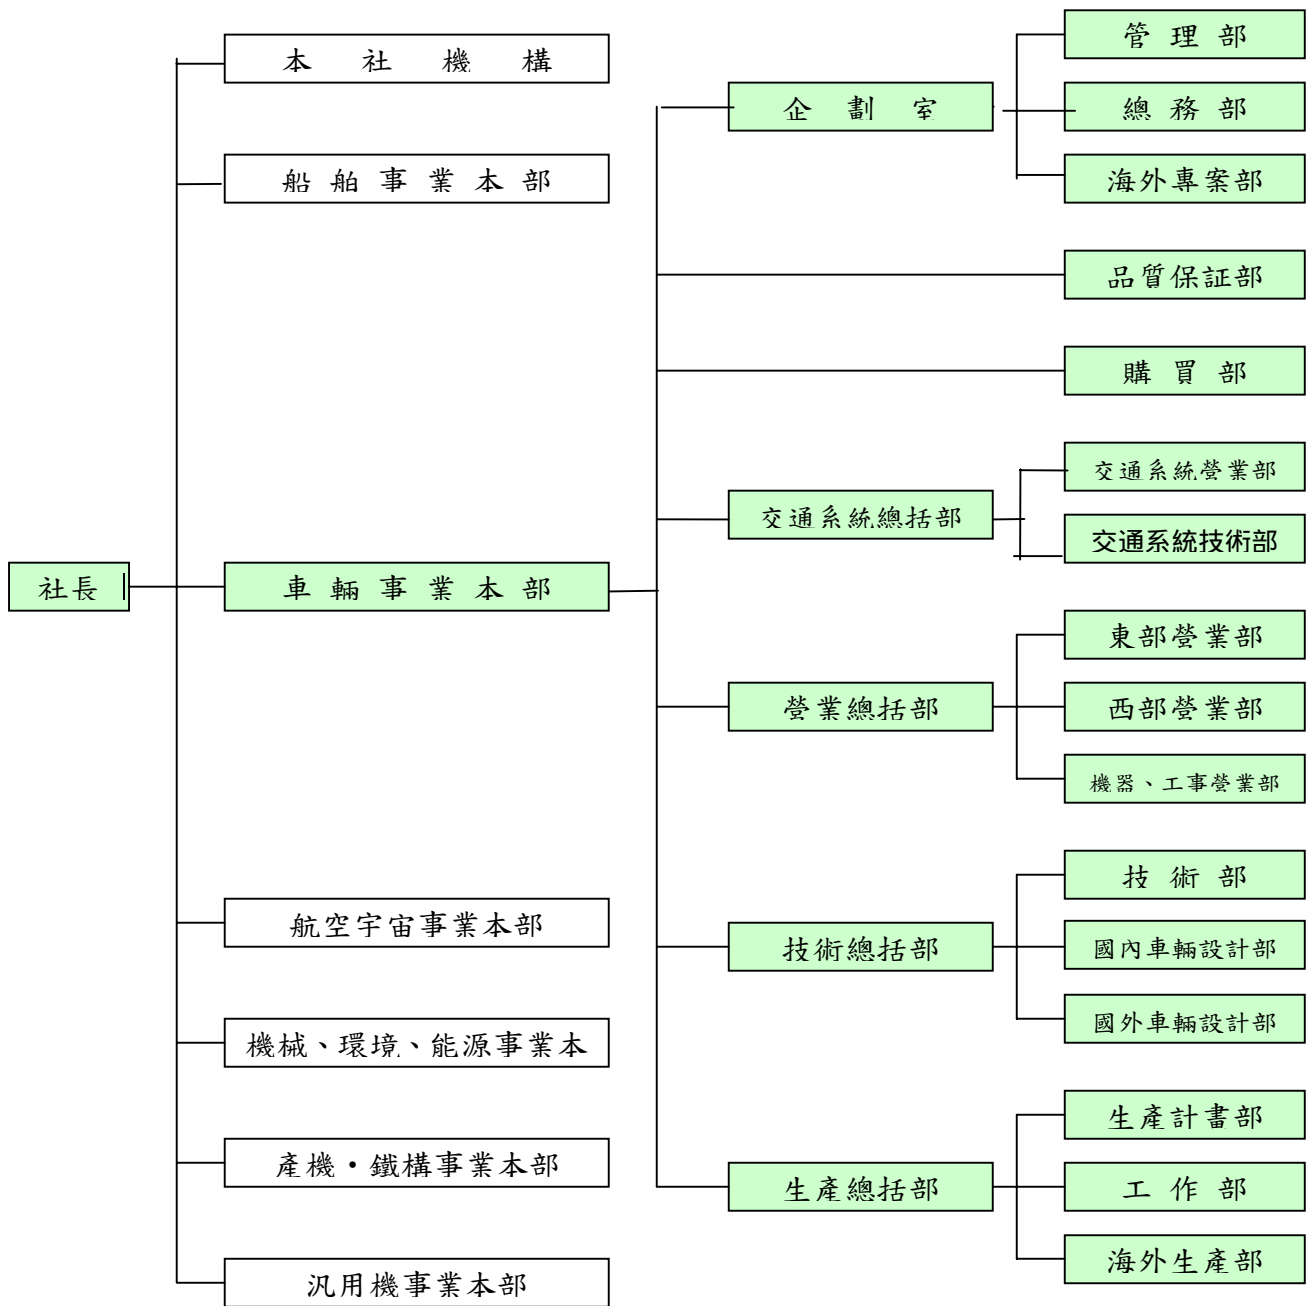 社長
本社機構
船舶事業本部
車輛事業本部
航空宇宙事業本部
機械、環境、能源事業本
產機・鐵構事業本部
汎用機事業本部
企劃室
交通系統總括部
營業總括部
技術總括部
生產總括部
管理部
總務部
海外專案部
品質保証部
購買部
交通系統營業部
交通系統技術部
東部營業部
西部營業部
機器、工事營業部
技術部
國內車輛設計部
國外車輛設計部
生產計書部
工作部
海外生產部